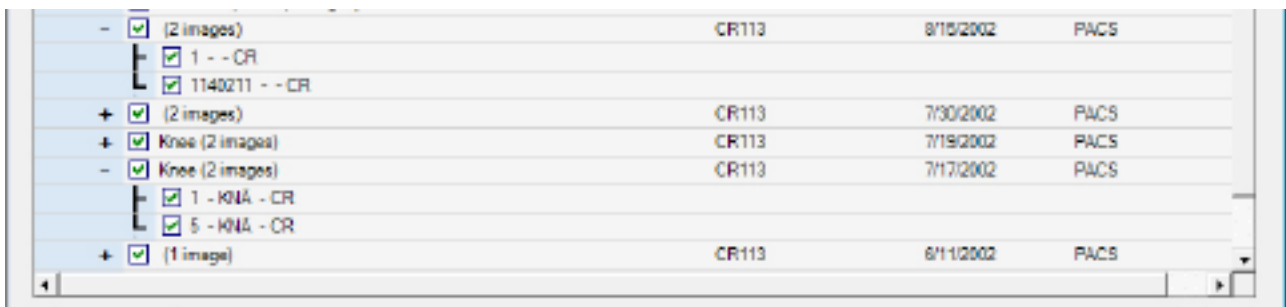 (2 images) CR113 8/15/2002 PACS
1 - - CR
1140211 - - CR
(2 images) CR113 7/30/2002 PACS
Knee (2 images) CR113 7/19/2002 PACS
Knee (2 images) CR113 7/17/2002 PACS
1 - KNA - CR
5 - KNA - CR
(1 image) CR113 6/11/2002 PACS